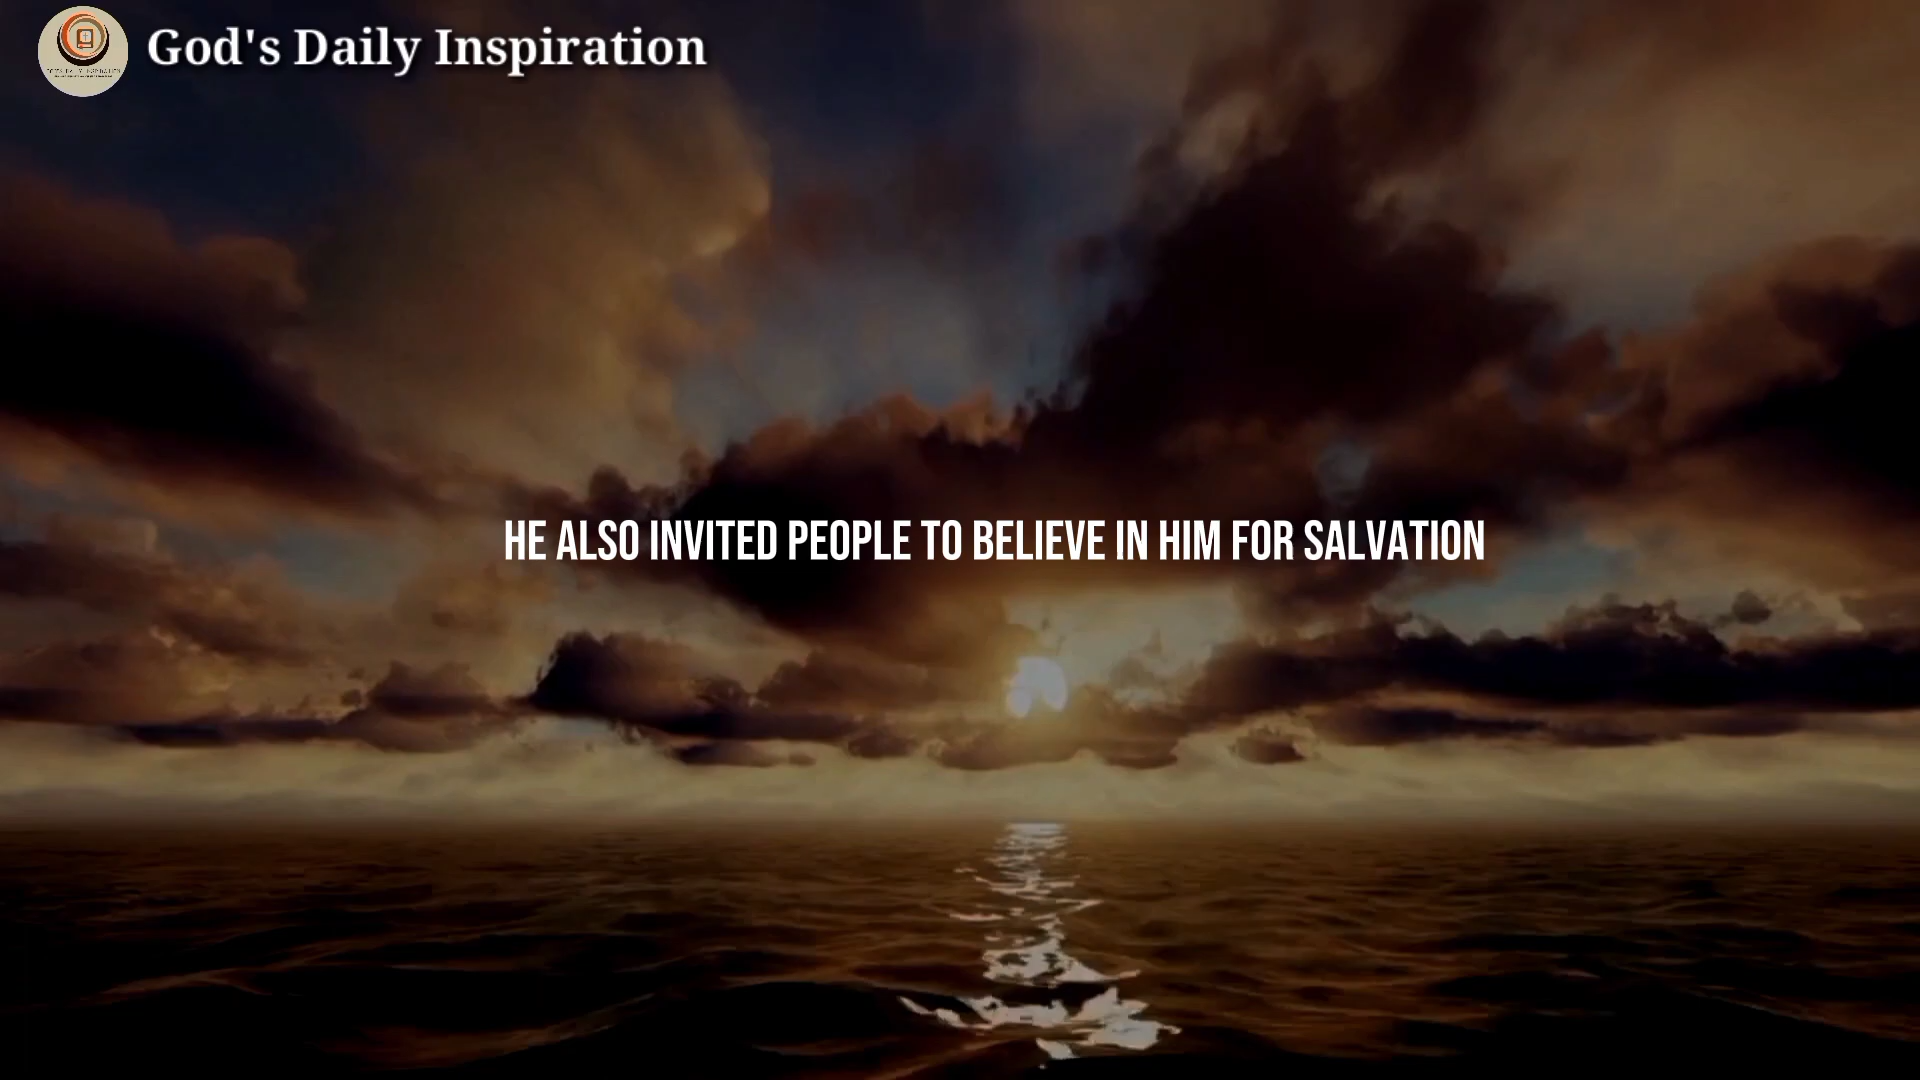 God's Daily Inspiration
HE ALSO INVITED PEOPLE TO BELIEVE IN HIM FOR SALVATION